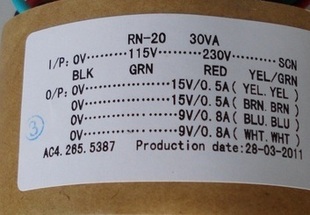 RN-20 30VA
I/P: 0V············115V············230V············SCN
BLK GRN RED YEL/GRN
O/P: 0V····················15V/0.5A( YEL. YEL )
0V····················15V/0.5A( BRN. BRN )
0V····················9V/0.8A( BLU. BLU )
0V····················9V/0.8A( WHT. WHT )
③
AC4.265.5387 Production date:28-03-2011